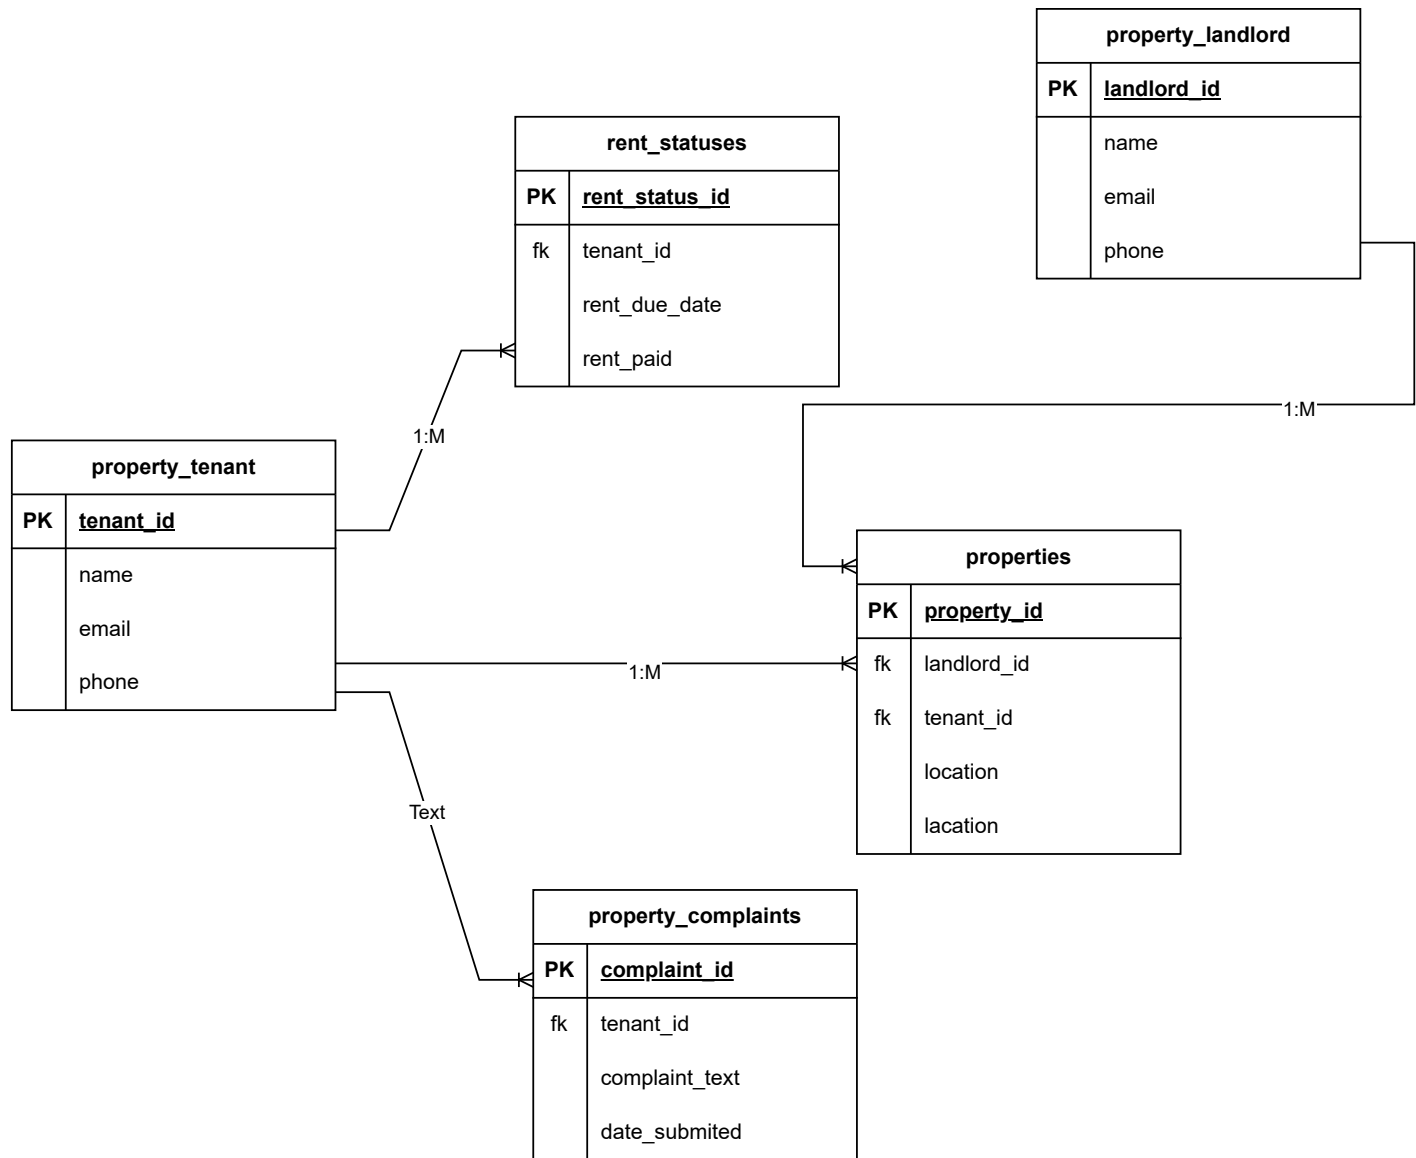 property_landlord
PK landlord_id
name
email
phone
rent_statuses
PK rent_status_id
fk tenant_id
rent_due_date
rent_paid
1:M
1:M
property_tenant
PK tenant_id
name
email
phone
1:M
properties
PK property_id
fk landlord_id
fk tenant_id
location
lacation
Text
property_complaints
PK complaint_id
fk tenant_id
complaint_text
date_submited